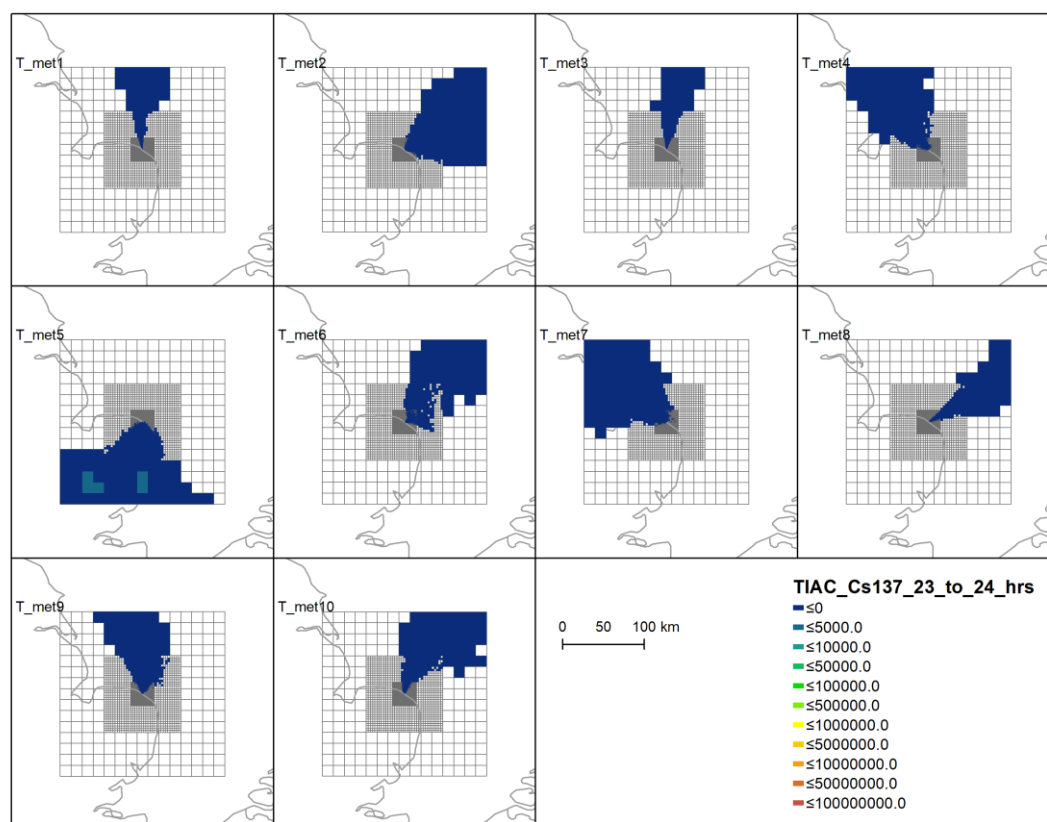 T_met1
T_met2
T_met3
T_met4
T_met5
T_met6
T_met7
T_met8
T_met9
T_met10
0 50 100 km
TIAC_Cs137_23_to_24_hrs
≤0
≤5000.0
≤10000.0
≤50000.0
≤100000.0
≤500000.0
≤1000000.0
≤5000000.0
≤10000000.0
≤50000000.0
≤100000000.0